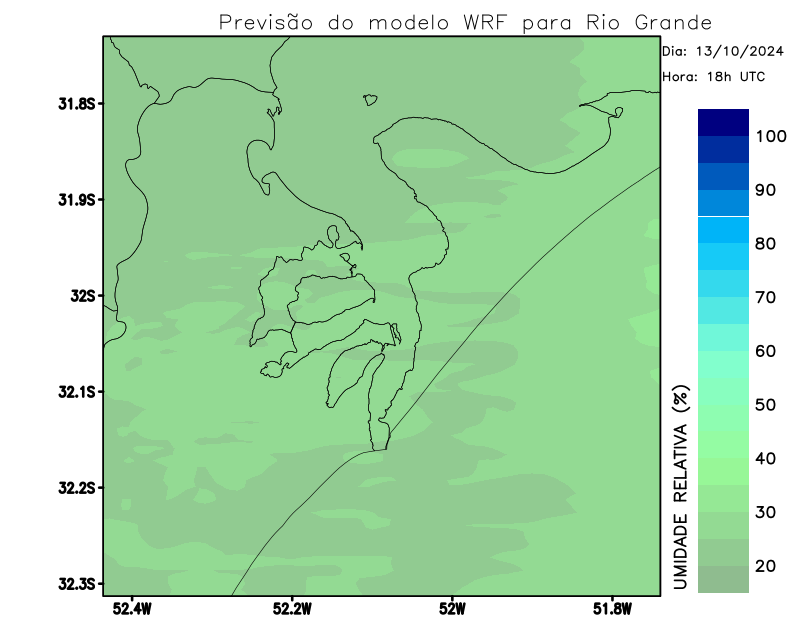 Previsão do modelo WRF para Rio Grande
Dia: 13/10/2024
Hora: 18h UTC
31.8S
31.9S
32S
32.1S
32.2S
32.3S
52.4W
52.2W
52W
51.8W
UMIDADE RELATIVA (%)
100
90
80
70
60
50
40
30
20